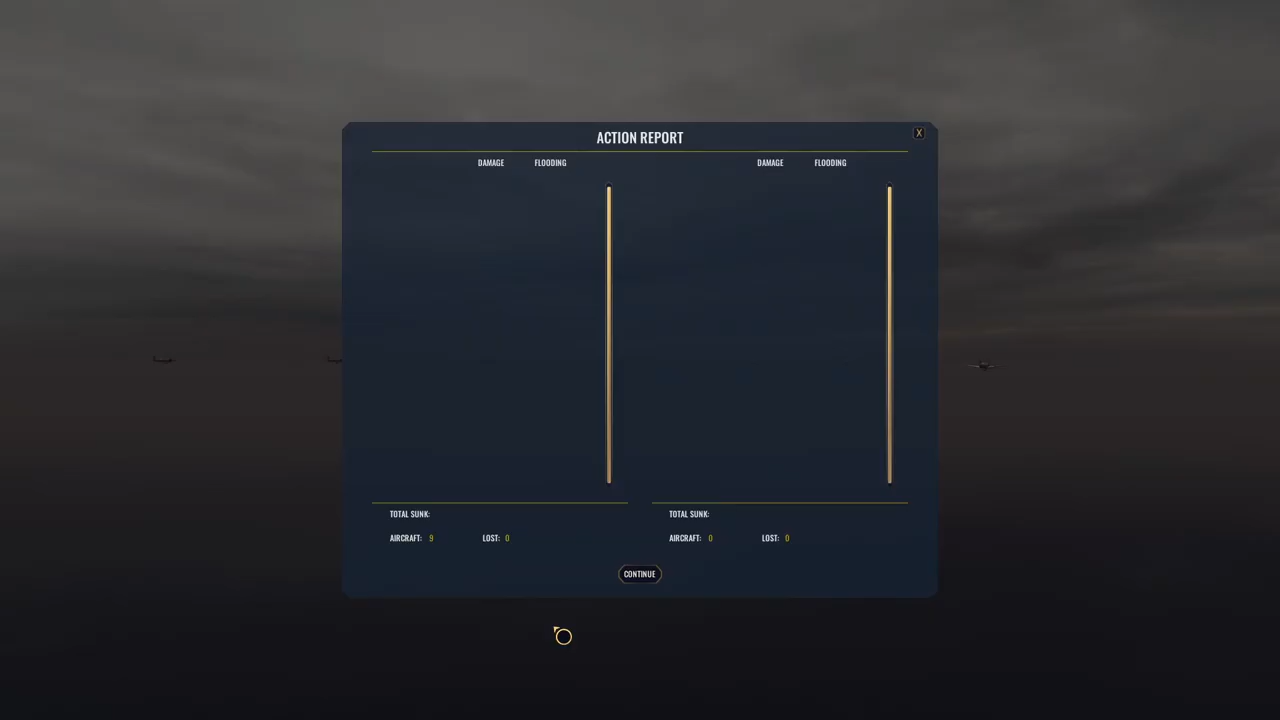 ACTION REPORT
X
DAMAGE FLOODING DAMAGE FLOODING
TOTAL SUNK: TOTAL SUNK:
AIRCRAFT: 9 LOST: 0 AIRCRAFT: 0 LOST: 0
CONTINUE